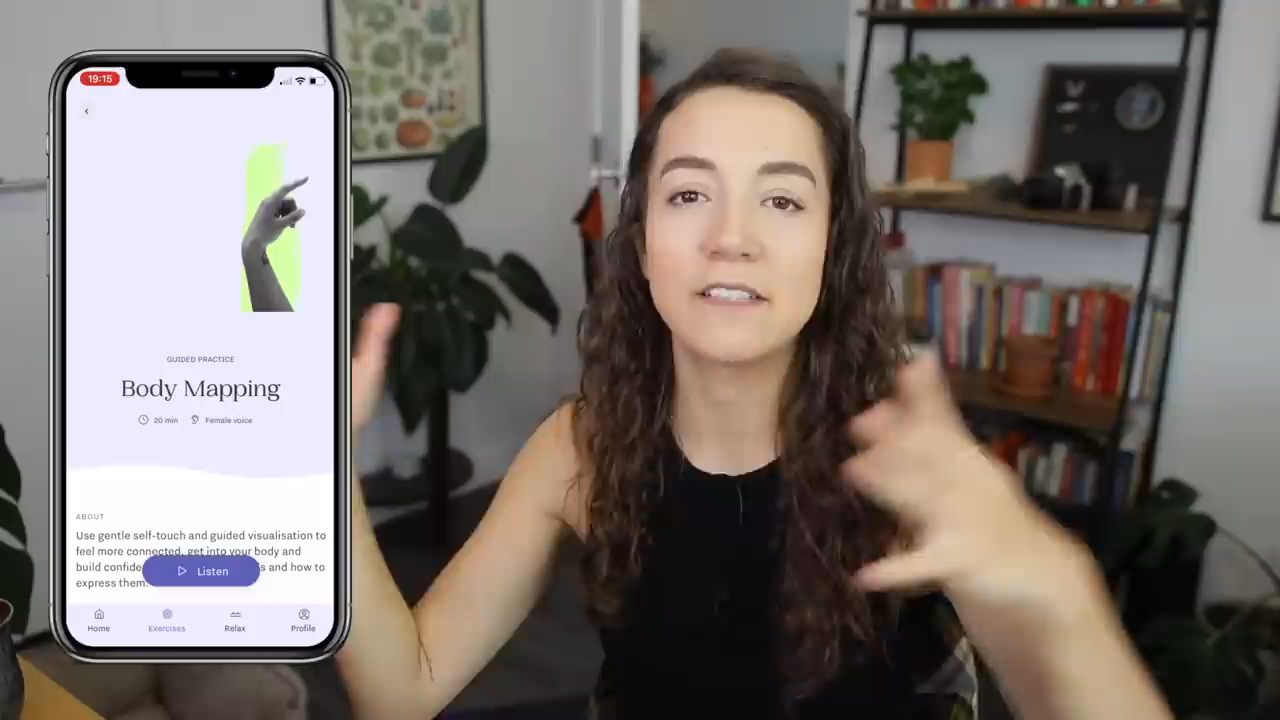 19:15
GUIDED PRACTICE
Body Mapping
20 min Female voice
ABOUT
Use gentle self-touch and guided visualisation to
feel more connected, get into your body and
build confide s and how to
express them.
Listen
Home Exercises Relax Profile